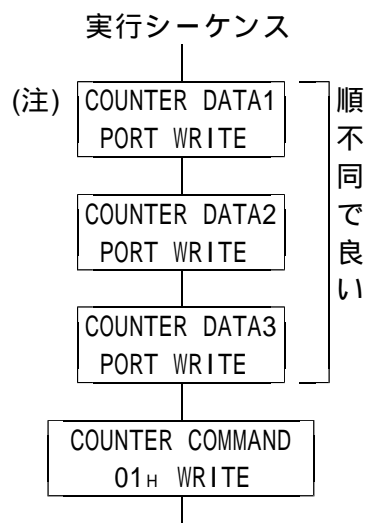 実行シーケンス
(注)
COUNTER DATA1
PORT WRITE
COUNTER DATA2
PORT WRITE
COUNTER DATA3
PORT WRITE
順不同で良い
COUNTER COMMAND
01H WRITE